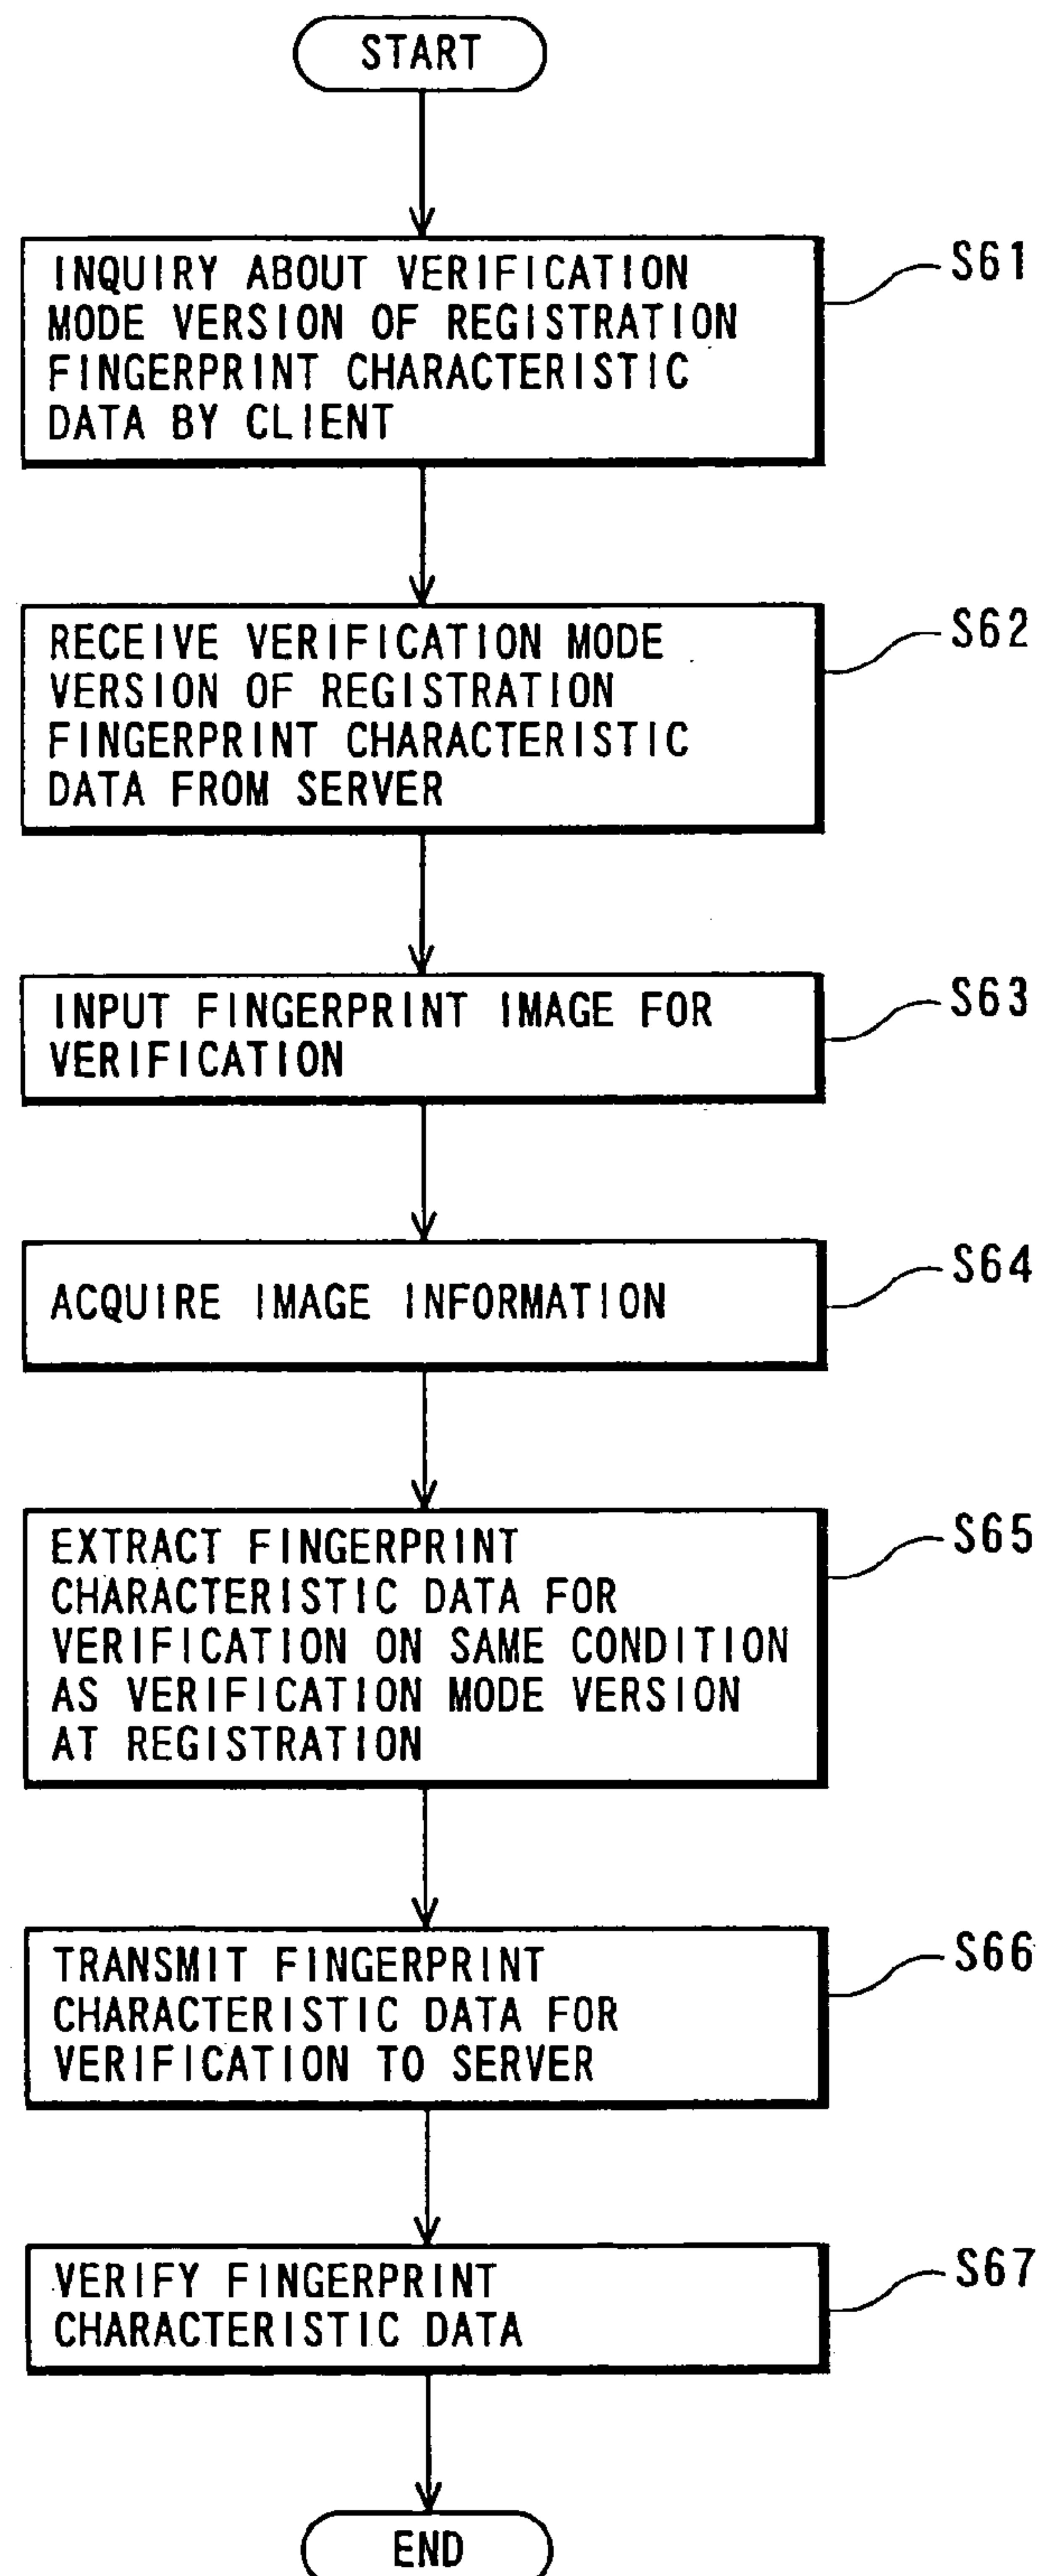 START
INQUIRY ABOUT VERIFICATION
MODE VERSION OF REGISTRATION
FINGERPRINT CHARACTERISTIC
DATA BY CLIENT
S61
RECEIVE VERIFICATION MODE
VERSION OF REGISTRATION
FINGERPRINT CHARACTERISTIC
DATA FROM SERVER
S62
INPUT FINGERPRINT IMAGE FOR
VERIFICATION
S63
ACQUIRE IMAGE INFORMATION
S64
EXTRACT FINGERPRINT
CHARACTERISTIC DATA FOR
VERIFICATION ON SAME CONDITION
AS VERIFICATION MODE VERSION
AT REGISTRATION
S65
TRANSMIT FINGERPRINT
CHARACTERISTIC DATA FOR
VERIFICATION TO SERVER
S66
VERIFY FINGERPRINT
CHARACTERISTIC DATA
S67
END